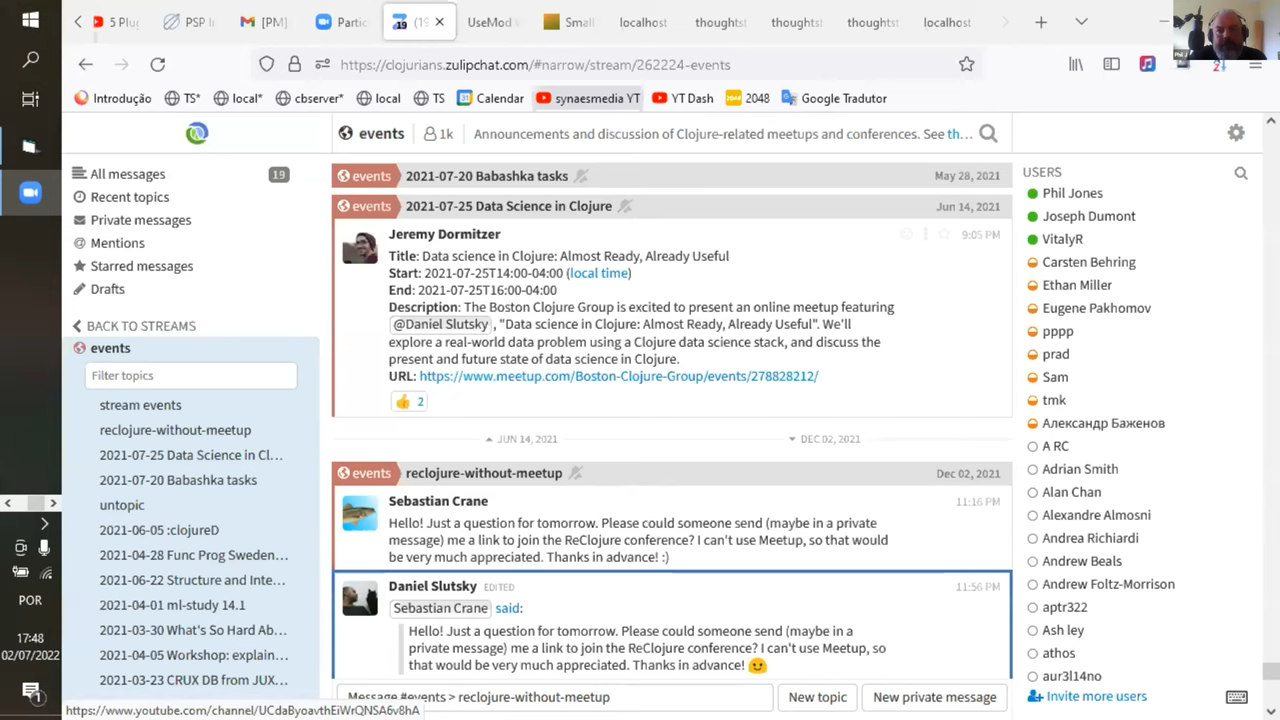 5 Plug
PSP In
[PM]
Partic
(19
UseMod
Small
localhost
thoughts
thoughts
thoughts
localhost
https://clojurians.zulipchat.com/#narrow/stream/262224-events
Introdução
TS*
local*
cbserver*
local
TS
Calendar
synaesmedia YT
YT Dash
2048
Google Tradutor
events
1k
Announcements and discussion of Clojure-related meetups and conferences. See th…
All messages
19
Recent topics
Private messages
Mentions
Starred messages
Drafts
BACK TO STREAMS
events
Filter topics
stream events
reclojure-without-meetup
2021-07-25 Data Science in Cl…
2021-07-20 Babashka tasks
untopic
2021-06-05 :clojureD
2021-04-28 Func Prog Sweden…
2021-06-22 Structure and Inte…
2021-04-01 ml-study 14.1
2021-03-30 What's So Hard Ab…
2021-04-05 Workshop: explain…
2021-03-23 CRUX DB from JUX…
https://www.youtube.com/channel/UCdaByoavthEiWrQNSA6v8hA
events
2021-07-20 Babashka tasks
May 28, 2021
events
2021-07-25 Data Science in Clojure
Jun 14, 2021
Jeremy Dormitzer
9:05 PM
Title: Data science in Clojure: Almost Ready, Already Useful
Start: 2021-07-25T14:00-04:00 (local time)
End: 2021-07-25T16:00-04:00
Description: The Boston Clojure Group is excited to present an online meetup featuring
@Daniel Slutsky , "Data science in Clojure: Almost Ready, Already Useful". We'll
explore a real-world data problem using a Clojure data science stack, and discuss the
present and future state of data science in Clojure.
URL: https://www.meetup.com/Boston-Clojure-Group/events/278828212/
2
JUN 14, 2021
DEC 02, 2021
events
reclojure-without-meetup
Dec 02, 2021
Sebastian Crane
11:16 PM
Hello! Just a question for tomorrow. Please could someone send (maybe in a private
message) me a link to join the ReClojure conference? I can't use Meetup, so that would
be very much appreciated. Thanks in advance! :)
Daniel Slutsky EDITED
11:56 PM
Sebastian Crane said:
Hello! Just a question for tomorrow. Please could someone send (maybe in a
private message) me a link to join the ReClojure conference? I can't use Meetup, so
that would be very much appreciated. Thanks in advance!
Message #events > reclojure-without-meetup
New topic
New private message
USERS
Phil Jones
Joseph Dumont
VitalyR
Carsten Behring
Ethan Miller
Eugene Pakhomov
pppp
prad
Sam
tmk
Александр Баженов
A RC
Adrian Smith
Alan Chan
Alexandre Almosni
Andrea Richiardi
Andrew Beals
Andrew Foltz-Morrison
aptr322
Ash ley
athos
aur3l14no
Invite more users
POR
17:48
02/07/2022
1